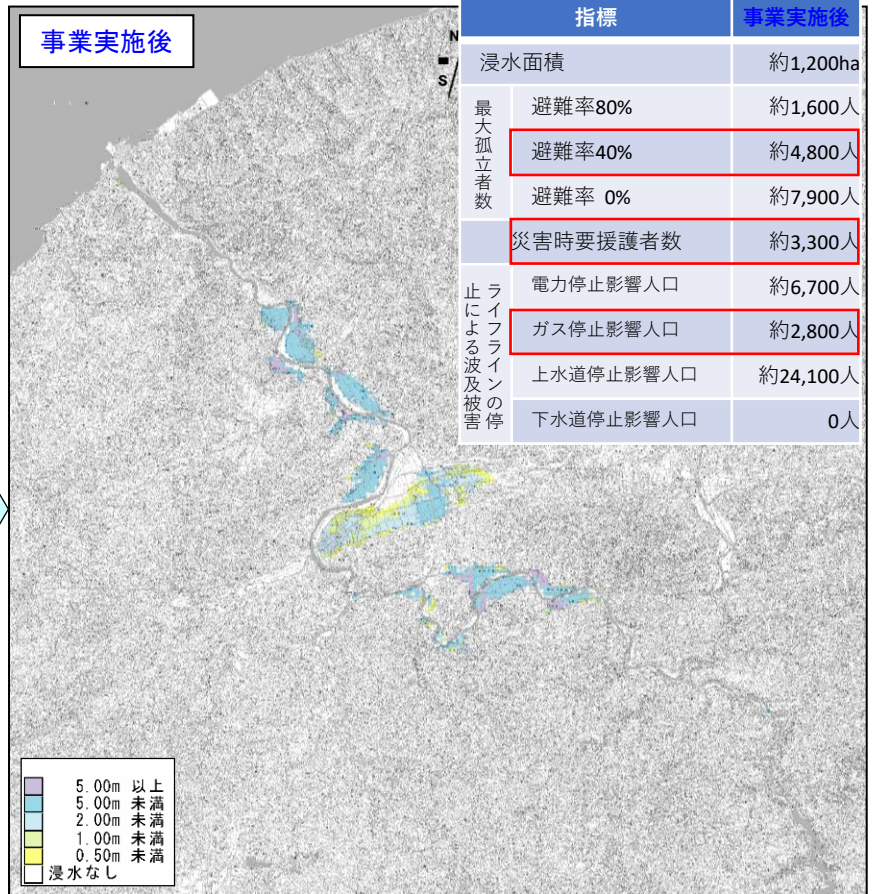 事業実施後
N
S
指標 事業実施後
浸水面積 約1,200ha
最大孤立者数
避難率80% 約1,600人
避難率40% 約4,800人
避難率 0% 約7,900人
災害時要援護者数 約3,300人
ライフラインの停止による波及被害
電力停止影響人口 約6,700人
ガス停止影響人口 約2,800人
上水道停止影響人口 約24,100人
下水道停止影響人口 0人
5.00m 以上
5.00m 未満
2.00m 未満
1.00m 未満
0.50m 未満
浸水なし